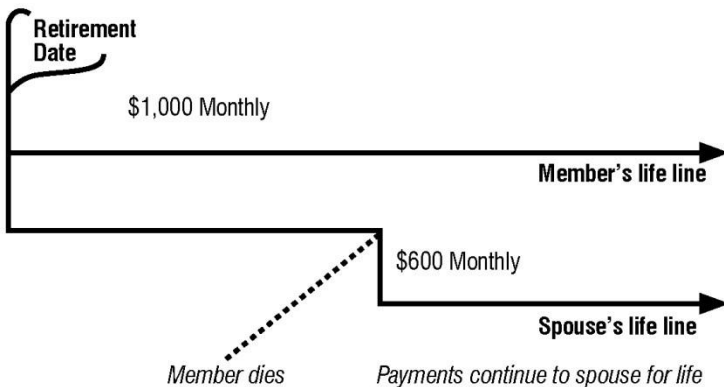 Retirement
Date
$1,000 Monthly
Member’s life line
$600 Monthly
Spouse’s life line
Member dies
Payments continue to spouse for life